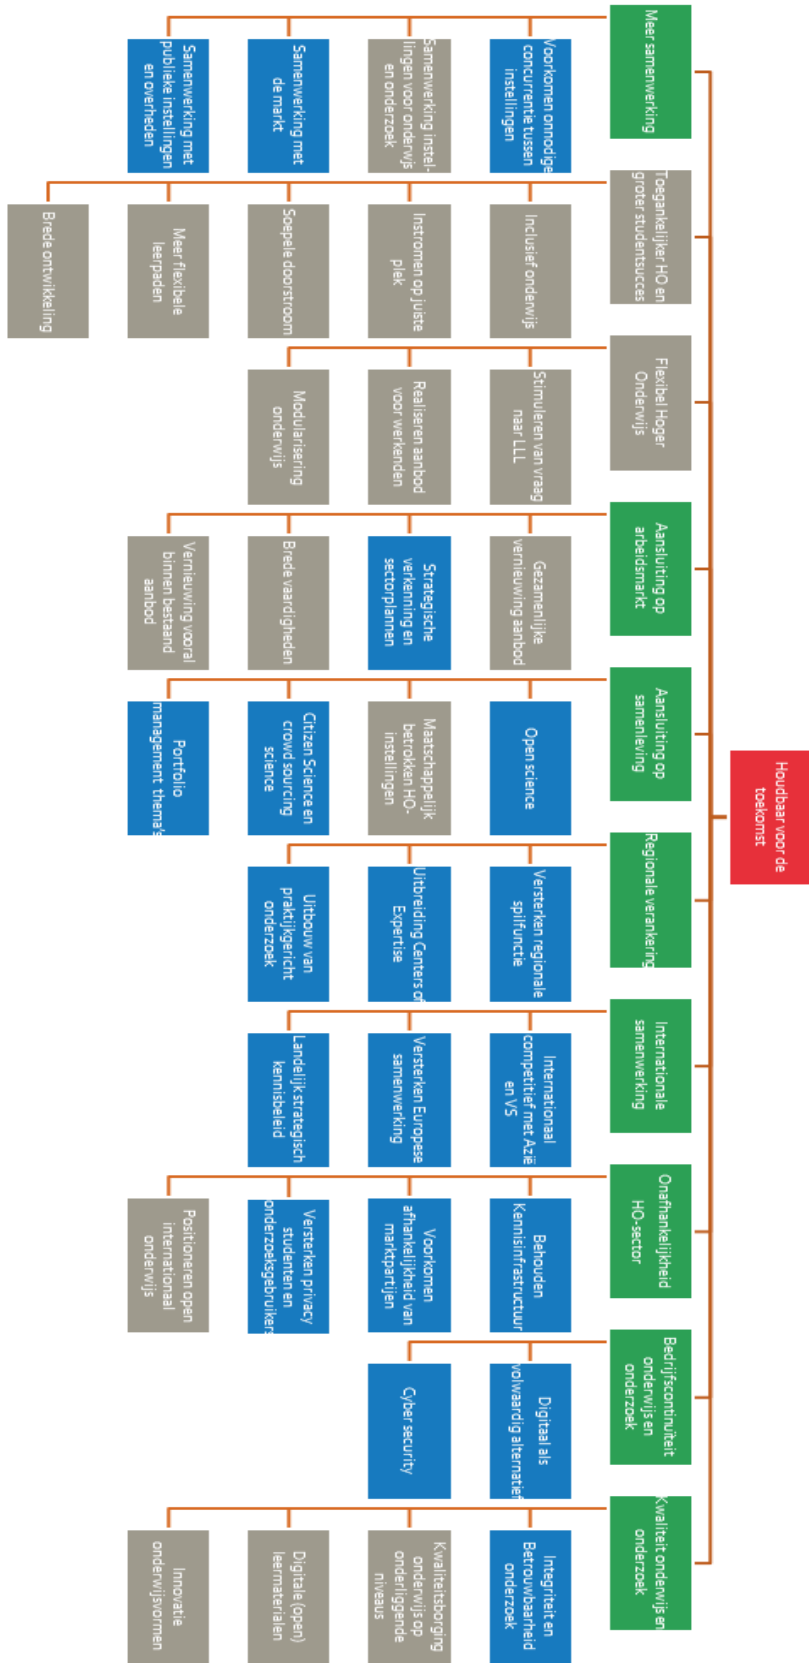 Houdbaar voor de
toekomst
Meer samenwerking
Voorkomen onnodige
concurrentie tussen
instellingen
Samenwerking instel-
lingen voor onderwijs
en onderzoek
Samenwerking met
de markt
Samenwerking met
publieke instellingen
en overheden
Toegankelijker HO en
groter studentsucces
Inclusief onderwijs
Instromen op juiste
plek
Soepele doorstroom
Meer flexibele
leerpaden
Brede ontwikkeling
Flexibel Hoger
Onderwijs
Stimuleren van vraag
naar LLL
Realiseren aanbod
voor werkenden
Modularisering
onderwijs
Aansluiting op
arbeidsmarkt
Gezamenlijke
vernieuwing aanbod
Strategische
verkenning en
sectorplannen
Brede vaardigheden
Vernieuwing vooral
binnen bestaand
aanbod
Aansluiting op
samenleving
Open science
Maatschappelijk
betrokken HO-
instellingen
Citizen Science en
crowd sourcing
science
Portfolio
management thema's
Regionale verankering
Versterken regionale
spilfunctie
Uitbreiding Centers of
Expertise
Uitbouw van
praktijkgericht
onderzoek
Internationale
samenwerking
Internationaal
competitief met Azië
en VS
Versterken Europese
samenwerking
Landelijk strategisch
kennisbeleid
Onafhankelijkheid
HO-sector
Behouden
Kennisinfrastructuur
Voorkomen
afhankelijkheid van
marktpartijen
Versterken privacy
studenten en
onderzoeksgebruikers
Positioneren open
internationaal
onderwijs
Bedrijfscontinuïteit
onderwijs en
onderzoek
Digitaal als
volwaardig alternatief
Cyber security
Kwaliteit onderwijs en
onderzoek
Integriteit en
Betrouwbaarheid
onderzoek
Kwaliteitsborging
onderwijs op
onderliggende
niveaus
Digitale (open)
leermaterialen
Innovatie
onderwijsvormen